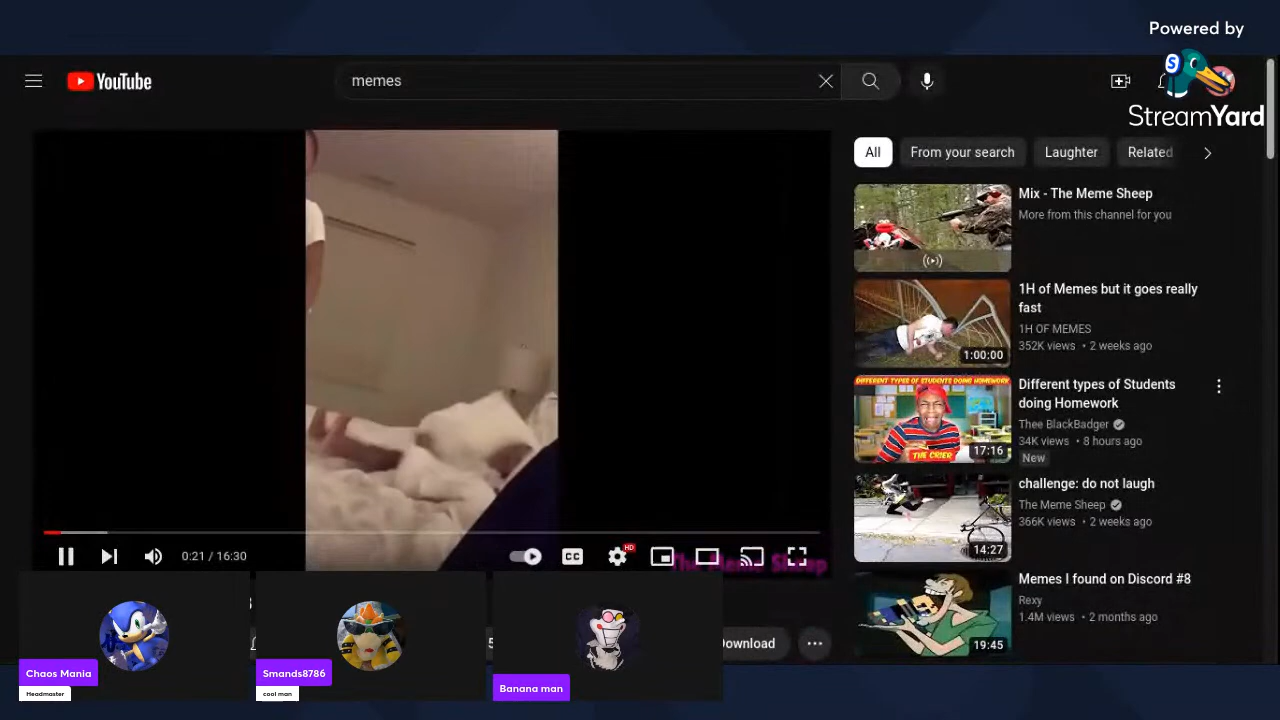 Powered by
StreamYard
YouTube
memes
All
From your search
Laughter
Related
Mix - The Meme Sheep
More from this channel for you
1H of Memes but it goes really
fast
1H OF MEMES
352K views • 2 weeks ago
1:00:00
DIFFERENT TYPES OF STUDENTS DOING HOMEWORK
THE CRIER
17:16
Different types of Students
doing Homework
Thee BlackBadger
34K views • 8 hours ago
New
challenge: do not laugh
The Meme Sheep
366K views • 2 weeks ago
14:27
Memes I found on Discord #8
Rexy
1.4M views • 2 months ago
19:45
0:21 / 16:30
CC
HD
The Meme Sheep
Download
Chaos Mania
Headmaster
Smands8786
cool man
Banana man